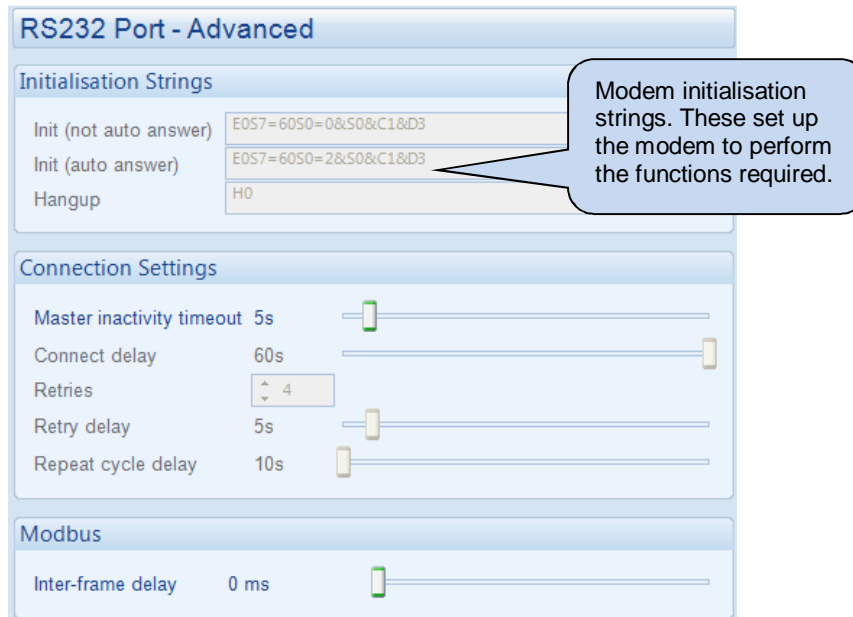 RS232 Port - Advanced
Initialisation Strings
Init (not auto answer) E0S7=60S0=0&S0&C1&D3
Init (auto answer) E0S7=60S0=2&S0&C1&D3
Hangup H0
Modem initialisation
strings. These set up
the modem to perform
the functions required.
Connection Settings
Master inactivity timeout 5s
Connect delay 60s
Retries 4
Retry delay 5s
Repeat cycle delay 10s
Modbus
Inter-frame delay 0 ms